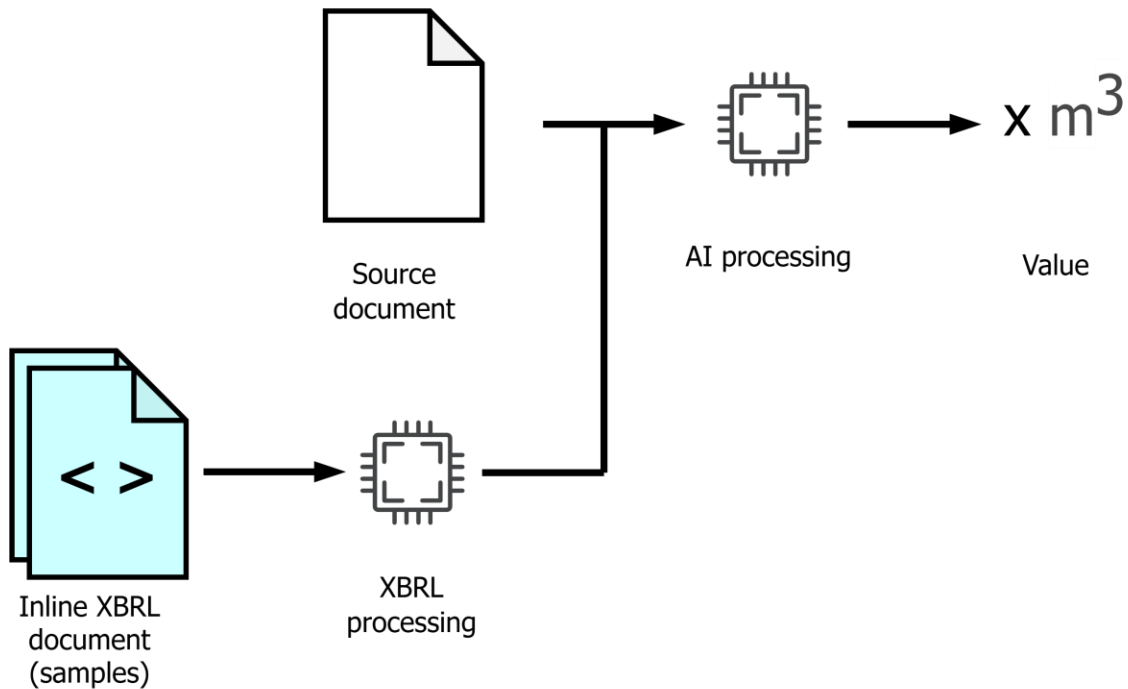 x m³
Source
document
AI processing
Value
< >
Inline XBRL
document
(samples)
XBRL
processing